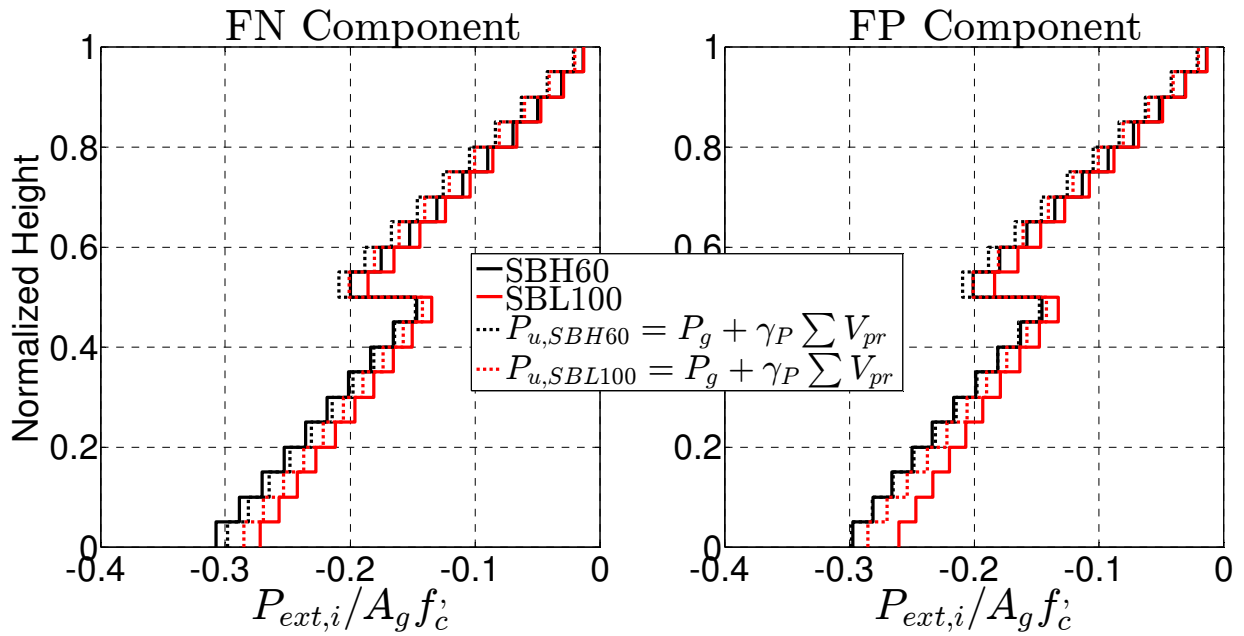 FN Component
FP Component
1
0.8
0.6
0.4
0.2
0
Normalized Height
-0.4 -0.3 -0.2 -0.1 0
P_{ext,i}/A_g f_c^,
1
0.8
0.6
0.4
0.2
0
-0.4 -0.3 -0.2 -0.1 0
P_{ext,i}/A_g f_c^,
SBH60
SBL100
P_{u,SBH60} = P_g + γ_P ∑ V_{pr}
P_{u,SBL100} = P_g + γ_P ∑ V_{pr}